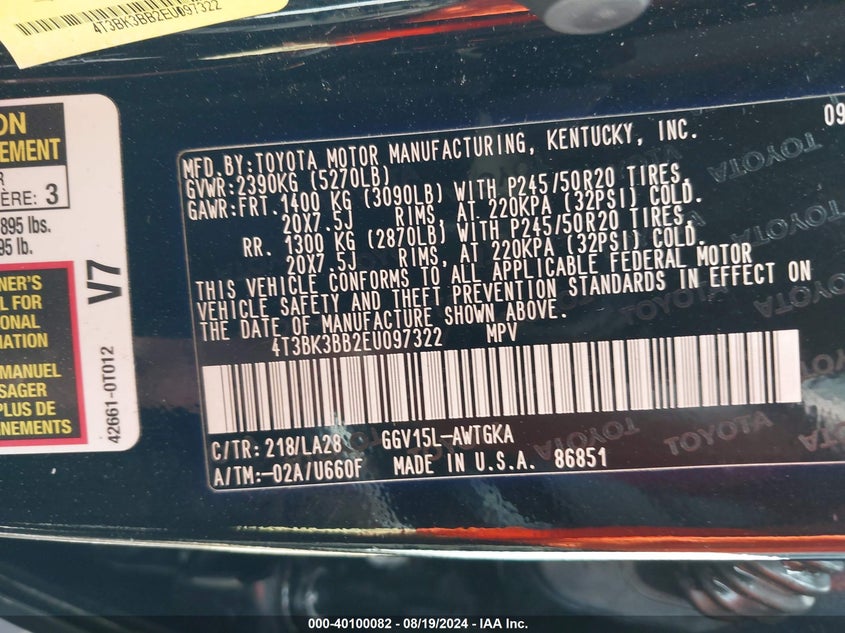 4T3BK3BB2EU097322
ON
EMENT
R
ÈRE: 3
895 lbs.
95 lb.
NER'S
L FOR
ONAL
MATION
MANUEL
SAGER
PLUS DE
NEMENTS
V7
42661-0T012
09
MFD.BY:TOYOTA MOTOR MANUFACTURING, KENTUCKY, INC.
GVWR:2390KG (5270LB)
GAWR:FRT.1400 KG (3090LB) WITH P245/50R20 TIRES,
20X7.5J RIMS, AT 220KPA (32PSI) COLD.
RR. 1300 KG (2870LB) WITH P245/50R20 TIRES,
20X7.5J RIMS, AT 220KPA (32PSI) COLD.
THIS VEHICLE CONFORMS TO ALL APPLICABLE FEDERAL MOTOR
VEHICLE SAFETY AND THEFT PREVENTION STANDARDS IN EFFECT ON
THE DATE OF MANUFACTURE SHOWN ABOVE.
4T3BK3BB2EU097322 MPV
C/TR:218/LA28 GGV15L-AWTGKA
A/TM:-02A/U660F MADE IN U.S.A. 86851
TOYOTA
TOYOTA
TOYOTA
TOYOTA
000-40100082 - 08/19/2024 - IAA Inc.